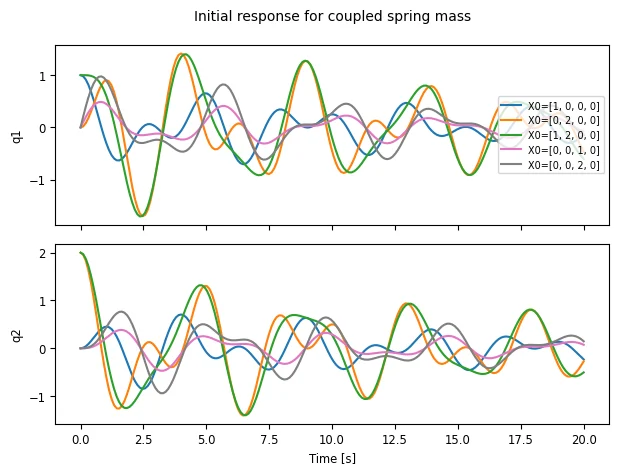 Initial response for coupled spring mass
q1
1
0
−1
X0=[1, 0, 0, 0]
X0=[0, 2, 0, 0]
X0=[1, 2, 0, 0]
X0=[0, 0, 1, 0]
X0=[0, 0, 2, 0]
q2
2
1
0
−1
0.0 2.5 5.0 7.5 10.0 12.5 15.0 17.5 20.0
Time [s]